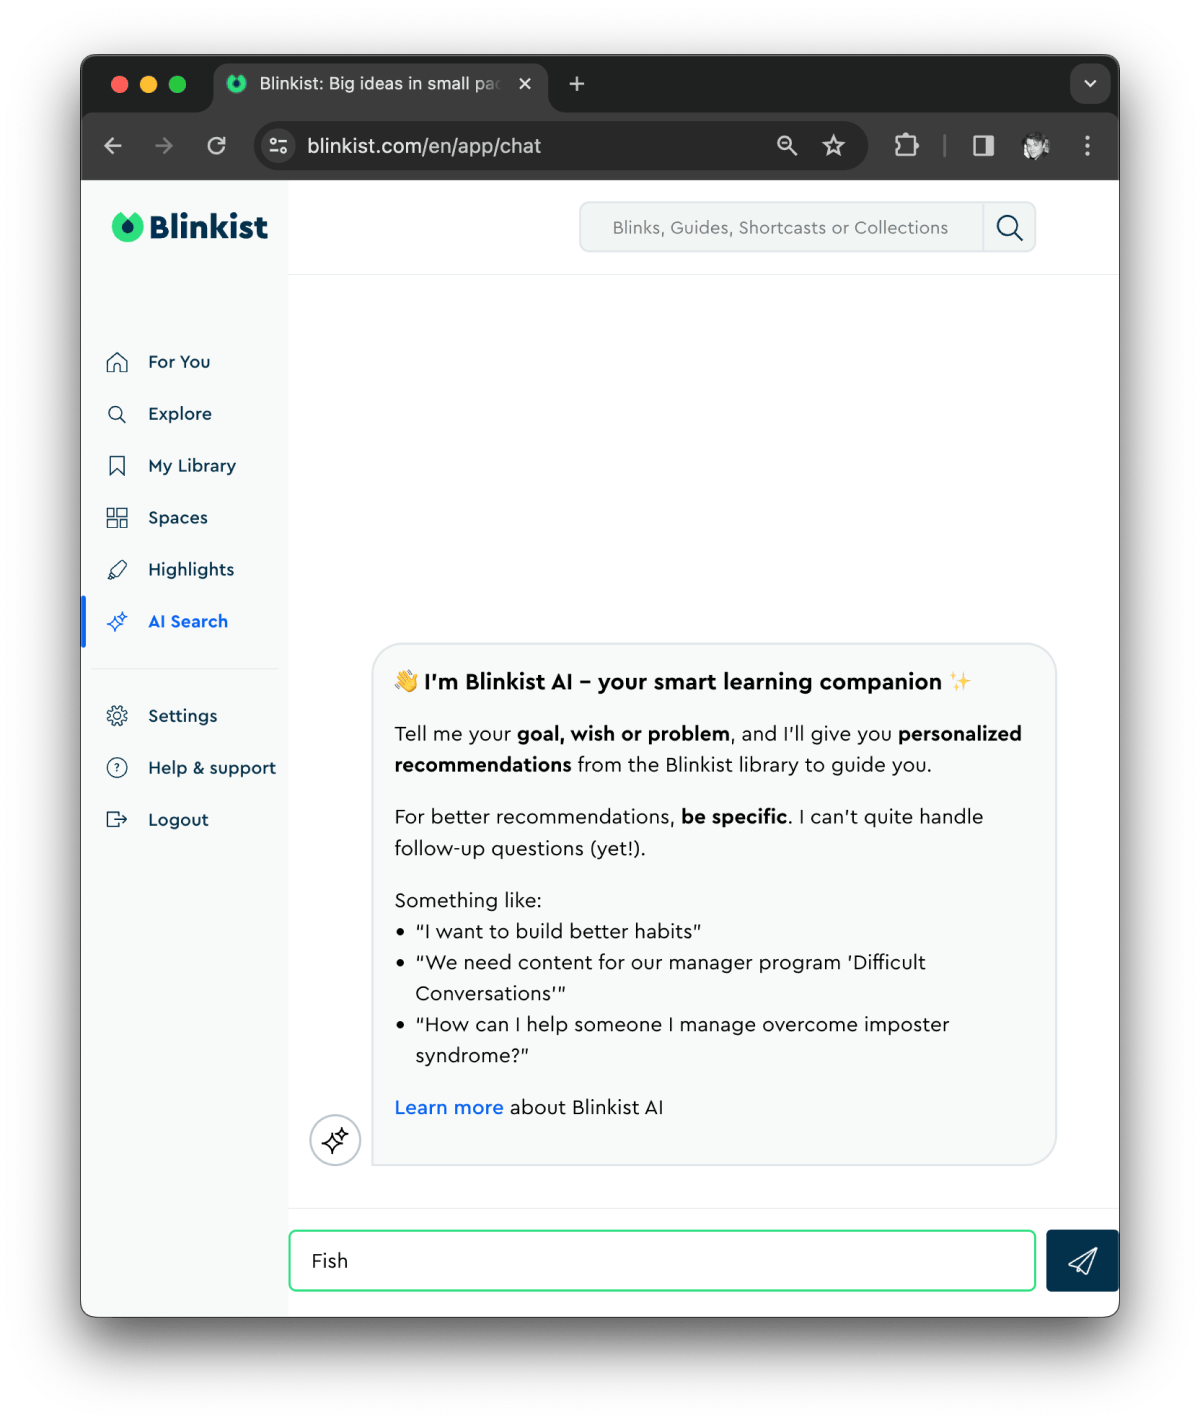 Blinkist: Big ideas in small pac
blinkist.com/en/app/chat
Blinkist
Blinks, Guides, Shortcasts or Collections
For You
Explore
My Library
Spaces
Highlights
AI Search
Settings
Help & support
Logout
👋 I'm Blinkist AI – your smart learning companion ✨
Tell me your goal, wish or problem, and I'll give you personalized
recommendations from the Blinkist library to guide you.
For better recommendations, be specific. I can't quite handle
follow-up questions (yet!).
Something like:
• “I want to build better habits”
• “We need content for our manager program 'Difficult
Conversations'”
• “How can I help someone I manage overcome imposter
syndrome?”
Learn more about Blinkist AI
Fish